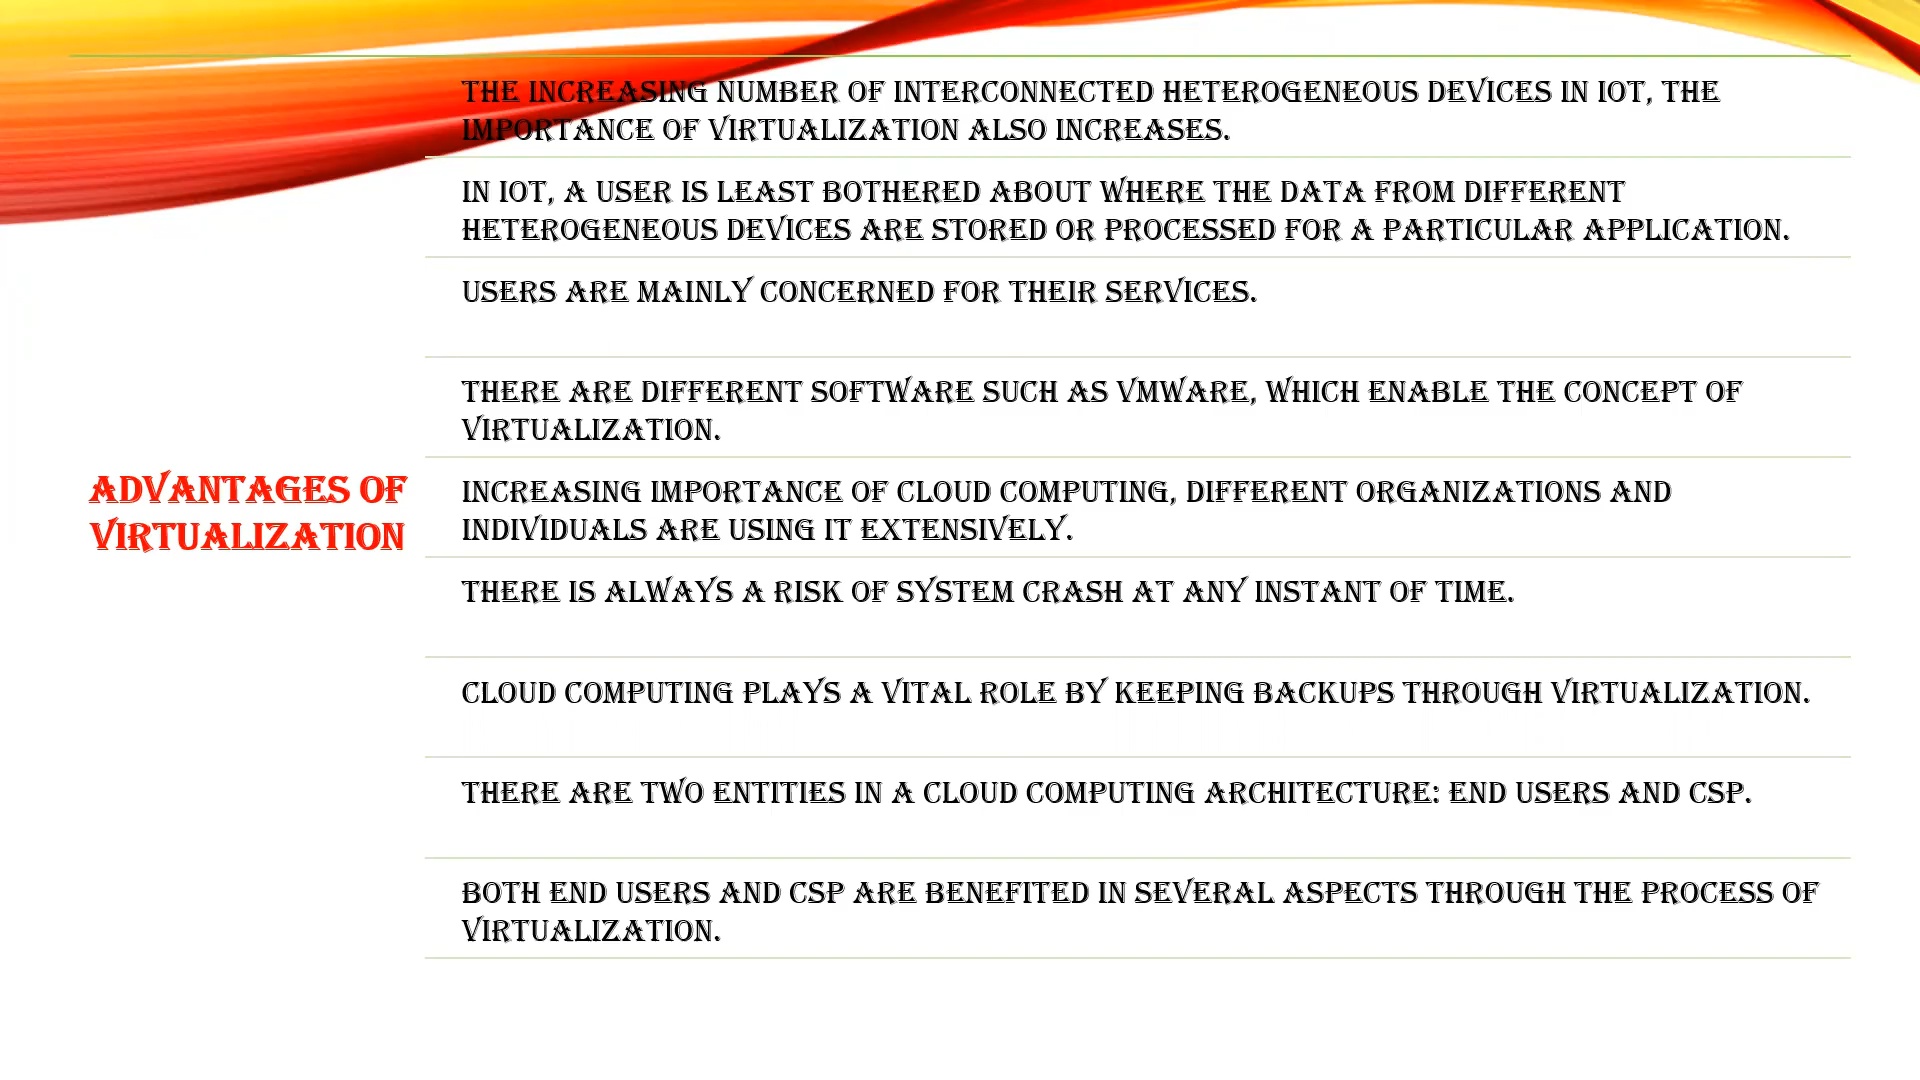 THE INCREASING NUMBER OF INTERCONNECTED HETEROGENEOUS DEVICES IN IOT, THE
IMPORTANCE OF VIRTUALIZATION ALSO INCREASES.
IN IOT, A USER IS LEAST BOTHERED ABOUT WHERE THE DATA FROM DIFFERENT
HETEROGENEOUS DEVICES ARE STORED OR PROCESSED FOR A PARTICULAR APPLICATION.
USERS ARE MAINLY CONCERNED FOR THEIR SERVICES.
THERE ARE DIFFERENT SOFTWARE SUCH AS VMWARE, WHICH ENABLE THE CONCEPT OF
VIRTUALIZATION.
ADVANTAGES OF
VIRTUALIZATION
INCREASING IMPORTANCE OF CLOUD COMPUTING, DIFFERENT ORGANIZATIONS AND
INDIVIDUALS ARE USING IT EXTENSIVELY.
THERE IS ALWAYS A RISK OF SYSTEM CRASH AT ANY INSTANT OF TIME.
CLOUD COMPUTING PLAYS A VITAL ROLE BY KEEPING BACKUPS THROUGH VIRTUALIZATION.
THERE ARE TWO ENTITIES IN A CLOUD COMPUTING ARCHITECTURE: END USERS AND CSP.
BOTH END USERS AND CSP ARE BENEFITED IN SEVERAL ASPECTS THROUGH THE PROCESS OF
VIRTUALIZATION.